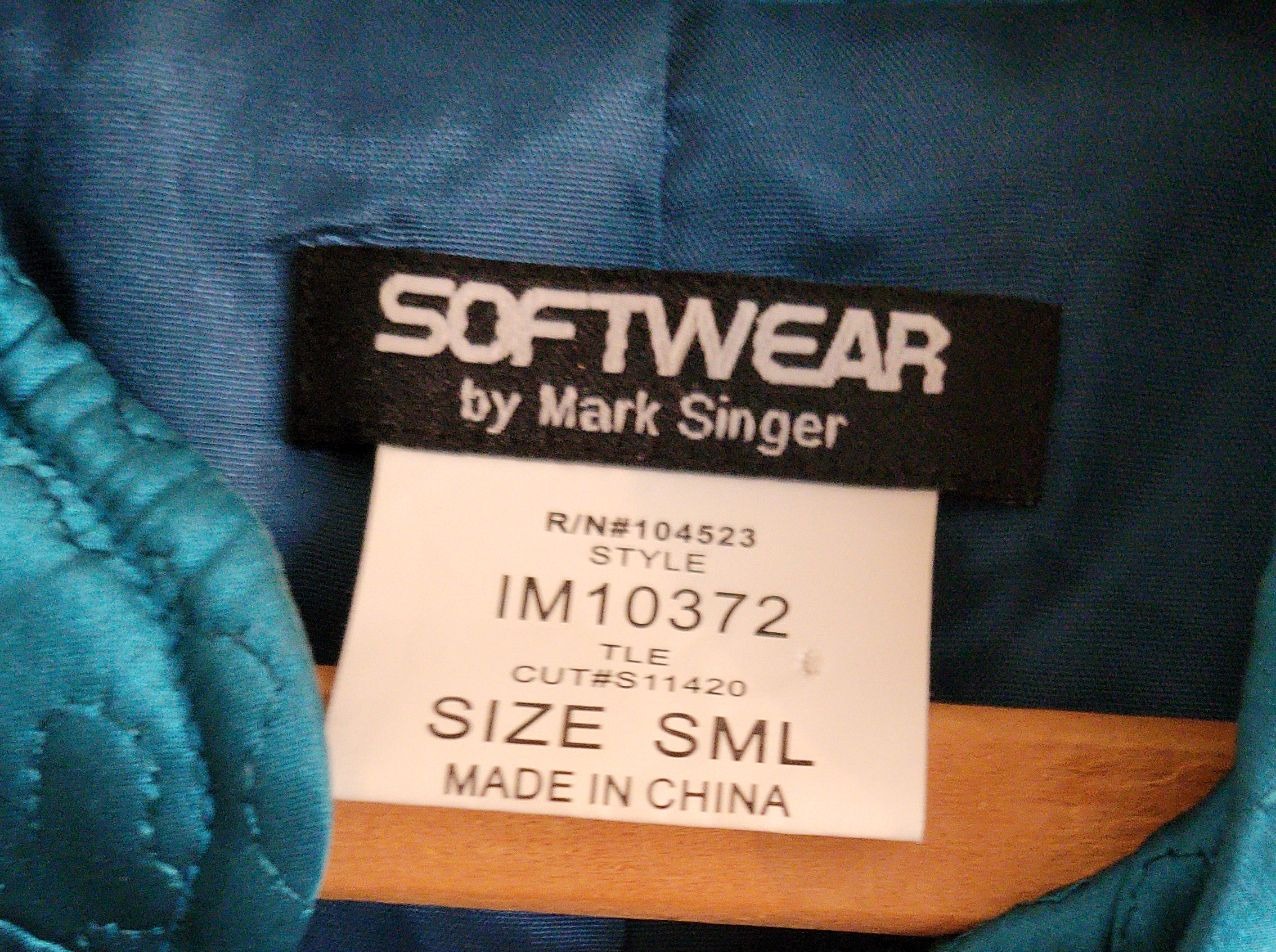 SOFTWEAR
by Mark Singer
R/N#104523
STYLE
IM10372
TLE
CUT#S11420
SIZE SML
MADE IN CHINA